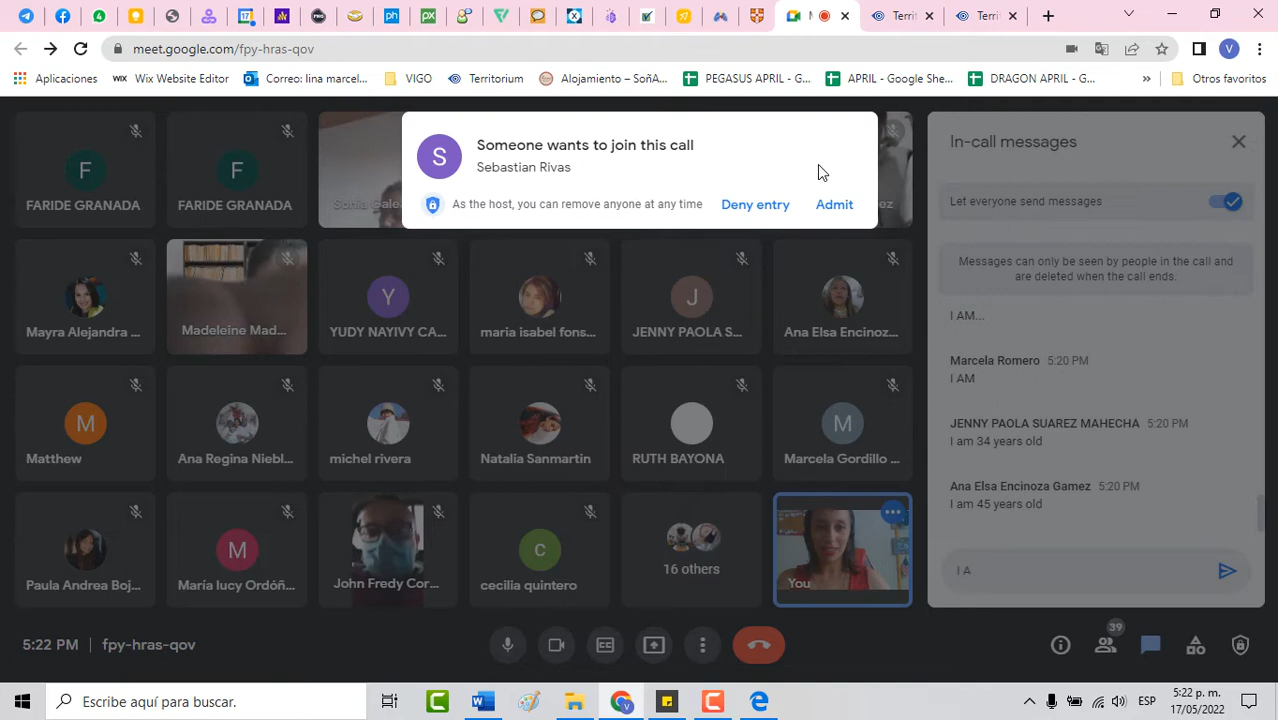 meet.google.com/fpy-hras-qov
V
Aplicaciones
WIX Wix Website Editor
Correo: lina marcel...
VIGO
Territorium
Alojamiento – SoñA...
PEGASUS APRIL - G...
APRIL - Google She...
DRAGON APRIL - G...
»
Otros favoritos
S
Someone wants to join this call
Sebastian Rivas
As the host, you can remove anyone at any time
Deny entry
Admit
F
FARIDE GRANADA
F
FARIDE GRANADA
Mayra Alejandra ...
Madeleine Mad...
Y
YUDY NAYIVY CA...
maria isabel fons...
J
JENNY PAOLA S...
Ana Elsa Encinoz...
M
Matthew
Ana Regina Niebl...
michel rivera
Natalia Sanmartin
RUTH BAYONA
M
Marcela Gordillo ...
Paula Andrea Boj...
M
María lucy Ordóñ...
John Fredy Cor...
c
cecilia quintero
16 others
You
In-call messages
Let everyone send messages
Messages can only be seen by people in the call and
are deleted when the call ends.
I AM...
Marcela Romero 5:20 PM
I AM
JENNY PAOLA SUAREZ MAHECHA 5:20 PM
I am 34 years old
Ana Elsa Encinoza Gamez 5:20 PM
I am 45 years old
I A
5:22 PM | fpy-hras-qov
39
Escribe aquí para buscar.
ESP
5:22 p. m.
17/05/2022